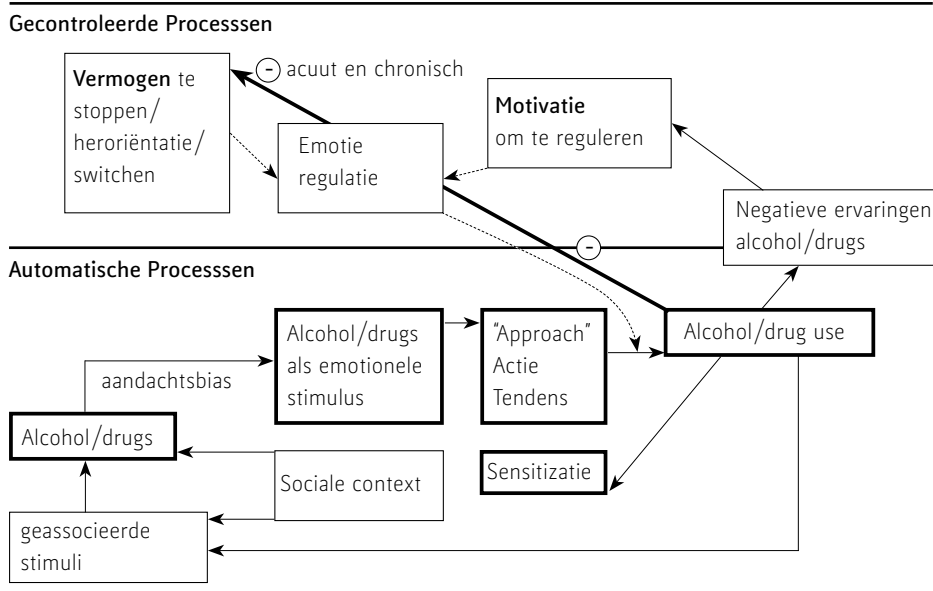 Gecontroleerde Processsen
Vermogen te
stoppen/
heroriëntatie/
switchen
- acuut en chronisch
Emotie
regulatie
Motivatie
om te reguleren
Negatieve ervaringen
alcohol/drugs
-
Automatische Processsen
Alcohol/drugs
als emotionele
stimulus
"Approach"
Actie
Tendens
Alcohol/drug use
aandachtsbias
Alcohol/drugs
Sociale context
Sensitizatie
geassocieerde
stimuli